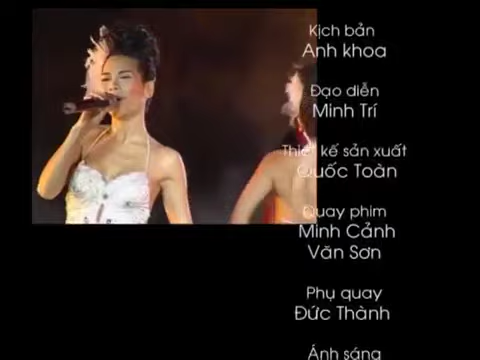 Kịch bản
Anh khoa
Đạo diễn
Minh Trí
Thiết kế sản xuất
Quốc Toàn
Quay phim
Minh Cảnh
Văn Sơn
Phụ quay
Đức Thành
Ánh sáng